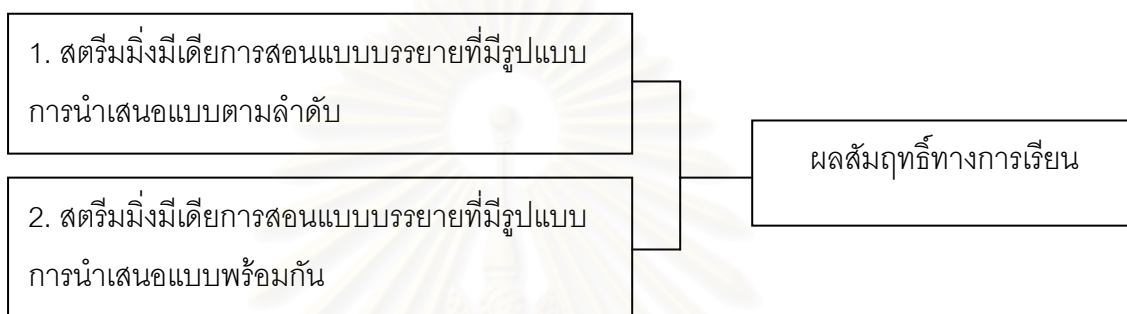 1. สตรีมมิ่งมีเดียการสอนแบบบรรยายที่มีรูปแบบ
การนำเสนอแบบตามลำดับ
ผลสัมฤทธิ์ทางการเรียน
2. สตรีมมิ่งมีเดียการสอนแบบบรรยายที่มีรูปแบบ
การนำเสนอแบบพร้อมกัน